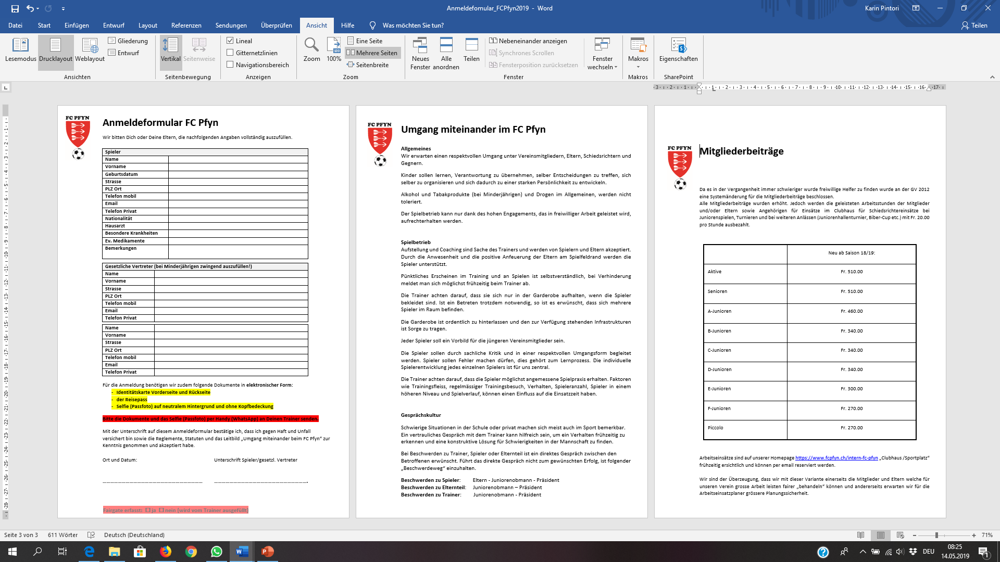 Anmeldefomular_FCPfyn2019 - Word
Karin Pintori
Datei Start Einfügen Entwurf Layout Referenzen Sendungen Überprüfen Ansicht Hilfe Was möchten Sie tun? Teilen
Lesemodus Drucklayout Weblayout
Gliederung
Entwurf
Ansichten
Vertikal Seitenweise
Seitenbewegung
Lineal
Gitternetzlinien
Navigationsbereich
Anzeigen
Zoom 100%
Eine Seite
Mehrere Seiten
Seitenbreite
Zoom
Neues Fenster
Alle anordnen
Teilen
Nebeneinander anzeigen
Synchrones Scrollen
Fensterposition zurücksetzen
Fenster wechseln
Fenster
Makros
Makros
Eigenschaften
SharePoint
FC PFYN
Anmeldeformular FC Pfyn
Wir bitten Dich oder Deine Eltern, die nachfolgenden Angaben vollständig auszufüllen.
Spieler
Name
Vorname
Geburtsdatum
Strasse
PLZ Ort
Telefon mobil
Email
Telefon Privat
Nationalität
Hausarzt
Besondere Krankheiten
Ev. Medikamente
Bemerkungen
Gesetzliche Vertreter (bei Minderjährigen zwingend auszufüllen!)
Name
Vorname
Strasse
PLZ Ort
Telefon mobil
Email
Telefon Privat
Name
Vorname
Strasse
PLZ Ort
Telefon mobil
Email
Telefon Privat
Für die Anmeldung benötigen wir zudem folgende Dokumente in elektronischer Form:
- Identitätskarte Vorderseite und Rückseite
- der Reisepass
- Selfie (Passfoto) auf neutralem Hintergrund und ohne Kopfbedeckung
Bitte die Dokumente und das Selfie (Passfoto) per Handy (WhatsApp) an Deinen Trainer senden.
Mit der Unterschrift auf diesem Anmeldeformular bestätige ich, dass ich gegen Haft und Unfall
versichert bin sowie die Reglemente, Statuten und das Leitbild „Umgang miteinander beim FC Pfyn“ zur
Kenntnis genommen und akzeptiert habe.
Ort und Datum: Unterschrift Spieler/gesetzl. Vertreter
Fairgate erfasst: ☐ ja ☐ nein (wird vom Trainer ausgefüllt)
FC PFYN
Umgang miteinander im FC Pfyn
Allgemeines
Wir erwarten einen respektvollen Umgang unter Vereinsmitgliedern, Eltern, Schiedsrichtern und
Gegnern.
Kinder sollen lernen, Verantwortung zu übernehmen, selber Entscheidungen zu treffen, sich
selber zu organisieren und sich dadurch zu einer starken Persönlichkeit zu entwickeln.
Alkohol und Tabakprodukte (bei Minderjährigen) und Drogen im Allgemeinen, werden nicht
toleriert.
Der Spielbetrieb kann nur dank des hohen Engagements, das in freiwilliger Arbeit geleistet wird,
aufrechterhalten werden.
Spielbetrieb
Aufstellung und Coaching sind Sache des Trainers und werden von Spielern und Eltern akzeptiert.
Durch die Anwesenheit und die positive Anfeuerung der Eltern am Spielfeldrand werden die
Spieler unterstützt.
Pünktliches Erscheinen im Training und an Spielen ist selbstverständlich, bei Verhinderung
meldet man sich möglichst frühzeitig beim Trainer ab.
Die Trainer achten darauf, dass sie sich nur in der Garderobe aufhalten, wenn die Spieler
bekleidet sind. Ist ein Betreten trotzdem notwendig, so ist es erwünscht, dass sich mehrere
Spieler im Raum befinden.
Die Garderobe ist ordentlich zu hinterlassen und den zur Verfügung stehenden Infrastrukturen
ist Sorge zu tragen.
Jeder Spieler soll ein Vorbild für die jüngeren Vereinsmitglieder sein.
Die Spieler sollen durch sachliche Kritik und in einer respektvollen Umgangsform begleitet
werden. Spieler sollen Fehler machen dürfen, dies gehört zum Lernprozess. Die individuelle
Spielerentwicklung jedes einzelnen Spielers ist für uns zentral.
Die Trainer achten darauf, dass die Spieler möglichst angemessene Spielpraxis erhalten. Faktoren
wie Trainingsfleiss, regelmässiger Trainingsbesuch, Verhalten, Spieleranzahl, Spieler in einem
höheren Niveau und Spielverlauf, können einen Einfluss auf die Einsatzzeit haben.
Gesprächskultur
Schwierige Situationen in der Schule oder privat machen sich meist auch im Sport bemerkbar.
Ein vertrauliches Gespräch mit dem Trainer kann hilfreich sein, um ein Verhalten frühzeitig zu
erkennen und eine konstruktive Lösung für Schwierigkeiten in der Mannschaft zu finden.
Bei Beschwerden zu Trainer, Spieler oder Elternteil ist ein direktes Gespräch zwischen den
Betroffenen erwünscht. Führt das direkte Gespräch nicht zum gewünschten Erfolg, ist folgender
„Beschwerdeweg“ einzuhalten.
Beschwerden zu Spieler: Eltern - Juniorenobmann - Präsident
Beschwerden zu Elternteil: Juniorenobmann – Präsident
Beschwerden zu Trainer: Juniorenobmann - Präsident
FC PFYN
Mitgliederbeiträge
Da es in der Vergangenheit immer schwieriger wurde freiwillige Helfer zu finden wurde an der GV 2012
eine Systemänderung für die Mitgliederbeiträge beschlossen.
Alle Mitgliederbeiträge wurden erhöht. Jedoch werden die geleisteten Arbeitsstunden der Mitglieder
und/oder Eltern sowie Angehörigen für Einsätze im Clubhaus für Schiedsrichtereinsätze bei
Juniorenspielen, Turnieren und bei weiteren Anlässen (Juniorenhallenturnier, Biber-Cup etc.) mit Fr. 20.00
pro Stunde ausbezahlt.
Neu ab Saison 18/19:
Aktive Fr. 510.00
Senioren Fr. 510.00
A-Junioren Fr. 460.00
B-Junioren Fr. 340.00
C-Junioren Fr. 340.00
D-Junioren Fr. 340.00
E-Junioren Fr. 300.00
F-Junioren Fr. 270.00
Piccolo Fr. 270.00
Arbeitseinsätze sind auf unserer Homepage https://www.fcpfyn.ch/intern-fc-pfyn „Clubhaus /Sportplatz“
frühzeitig ersichtlich und können per email reserviert werden.
Wir sind der Überzeugung, dass wir mit dieser Variante einerseits die Mitglieder und Eltern welche für
unseren Verein grosse Arbeit leisten fairer „behandeln“ können und andererseits erwarten wir für die
Arbeitseinsatzplaner grössere Planungssicherheit.
Seite 3 von 3 611 Wörter Deutsch (Deutschland) 71%
DEU
08:25
14.05.2019